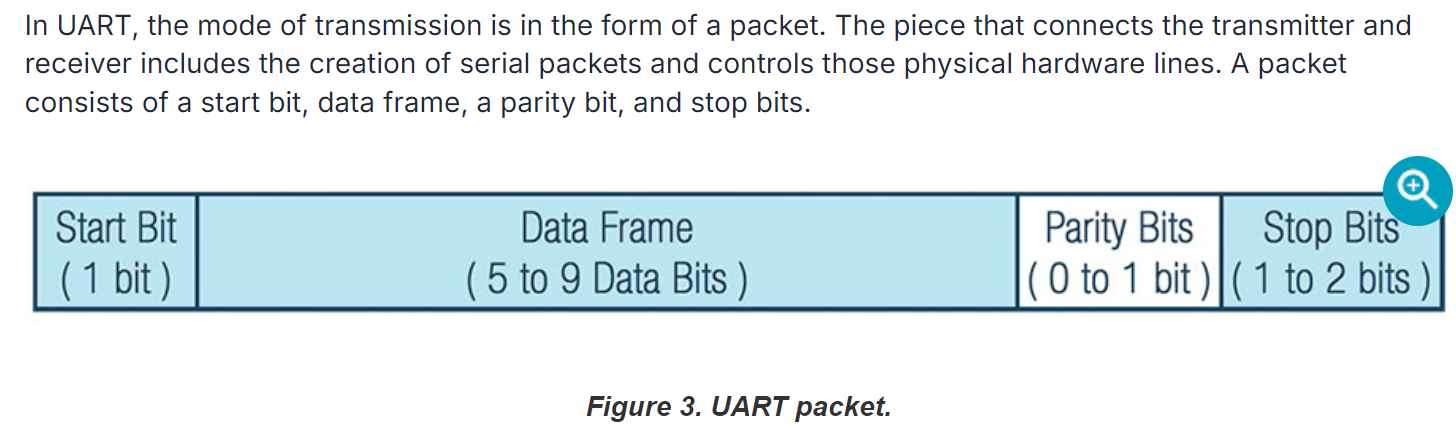 In UART, the mode of transmission is in the form of a packet. The piece that connects the transmitter and
receiver includes the creation of serial packets and controls those physical hardware lines. A packet
consists of a start bit, data frame, a parity bit, and stop bits.
Start Bit
( 1 bit )
Data Frame
( 5 to 9 Data Bits )
Parity Bits
( 0 to 1 bit )
Stop Bits
( 1 to 2 bits )
Figure 3. UART packet.